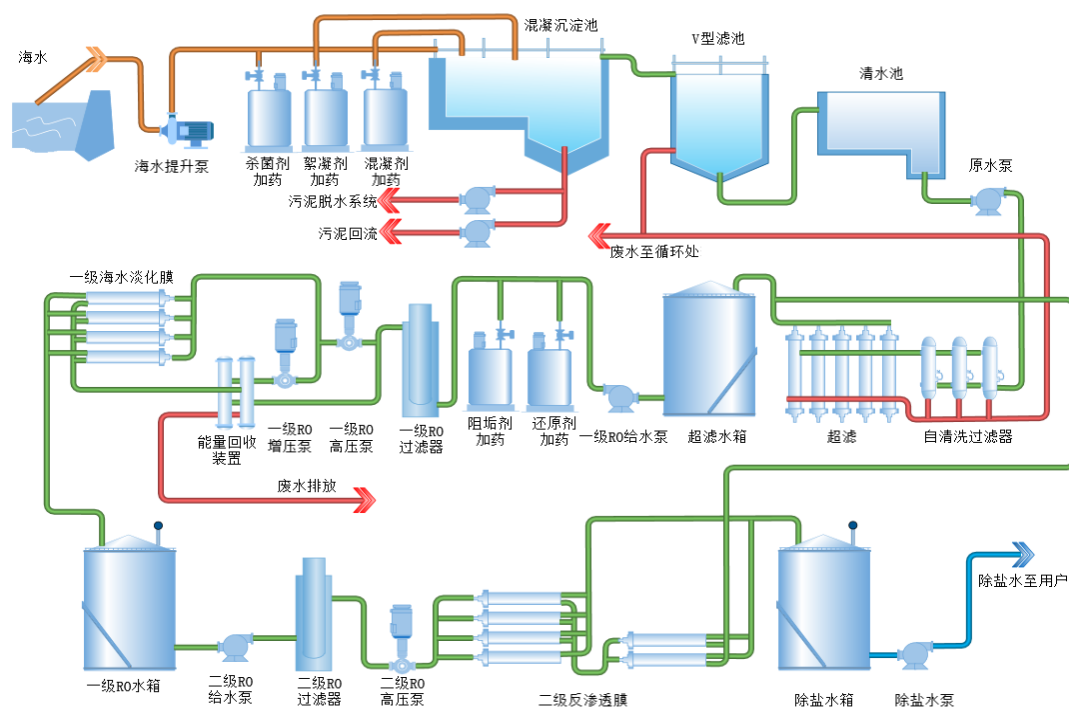 海水
混凝沉淀池
V型滤池
清水池
海水提升泵
杀菌剂
加药
絮凝剂
加药
混凝剂
加药
原水泵
污泥脱水系统
污泥回流
废水至循环处
一级海水淡化膜
能量回收
装置
一级RO
增压泵
一级RO
高压泵
一级RO
过滤器
阻垢剂
加药
还原剂
加药
一级RO给水泵
超滤水箱
超滤
自清洗过滤器
废水排放
除盐水至用户
一级RO水箱
二级RO
给水泵
二级RO
过滤器
二级RO
高压泵
二级反渗透膜
除盐水箱
除盐水泵